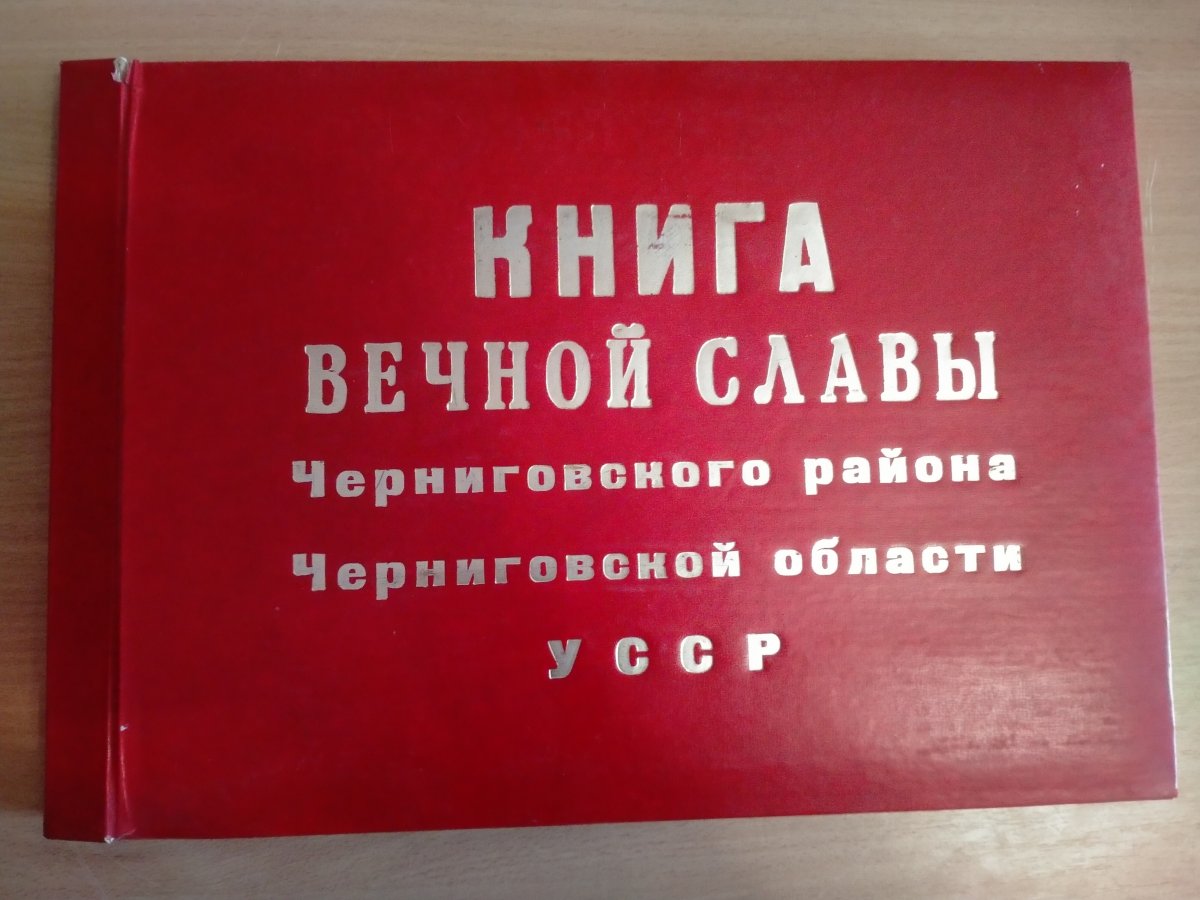 КНИГА
ВЕЧНОЙ СЛАВЫ
Черниговского района
Черниговской области
УССР